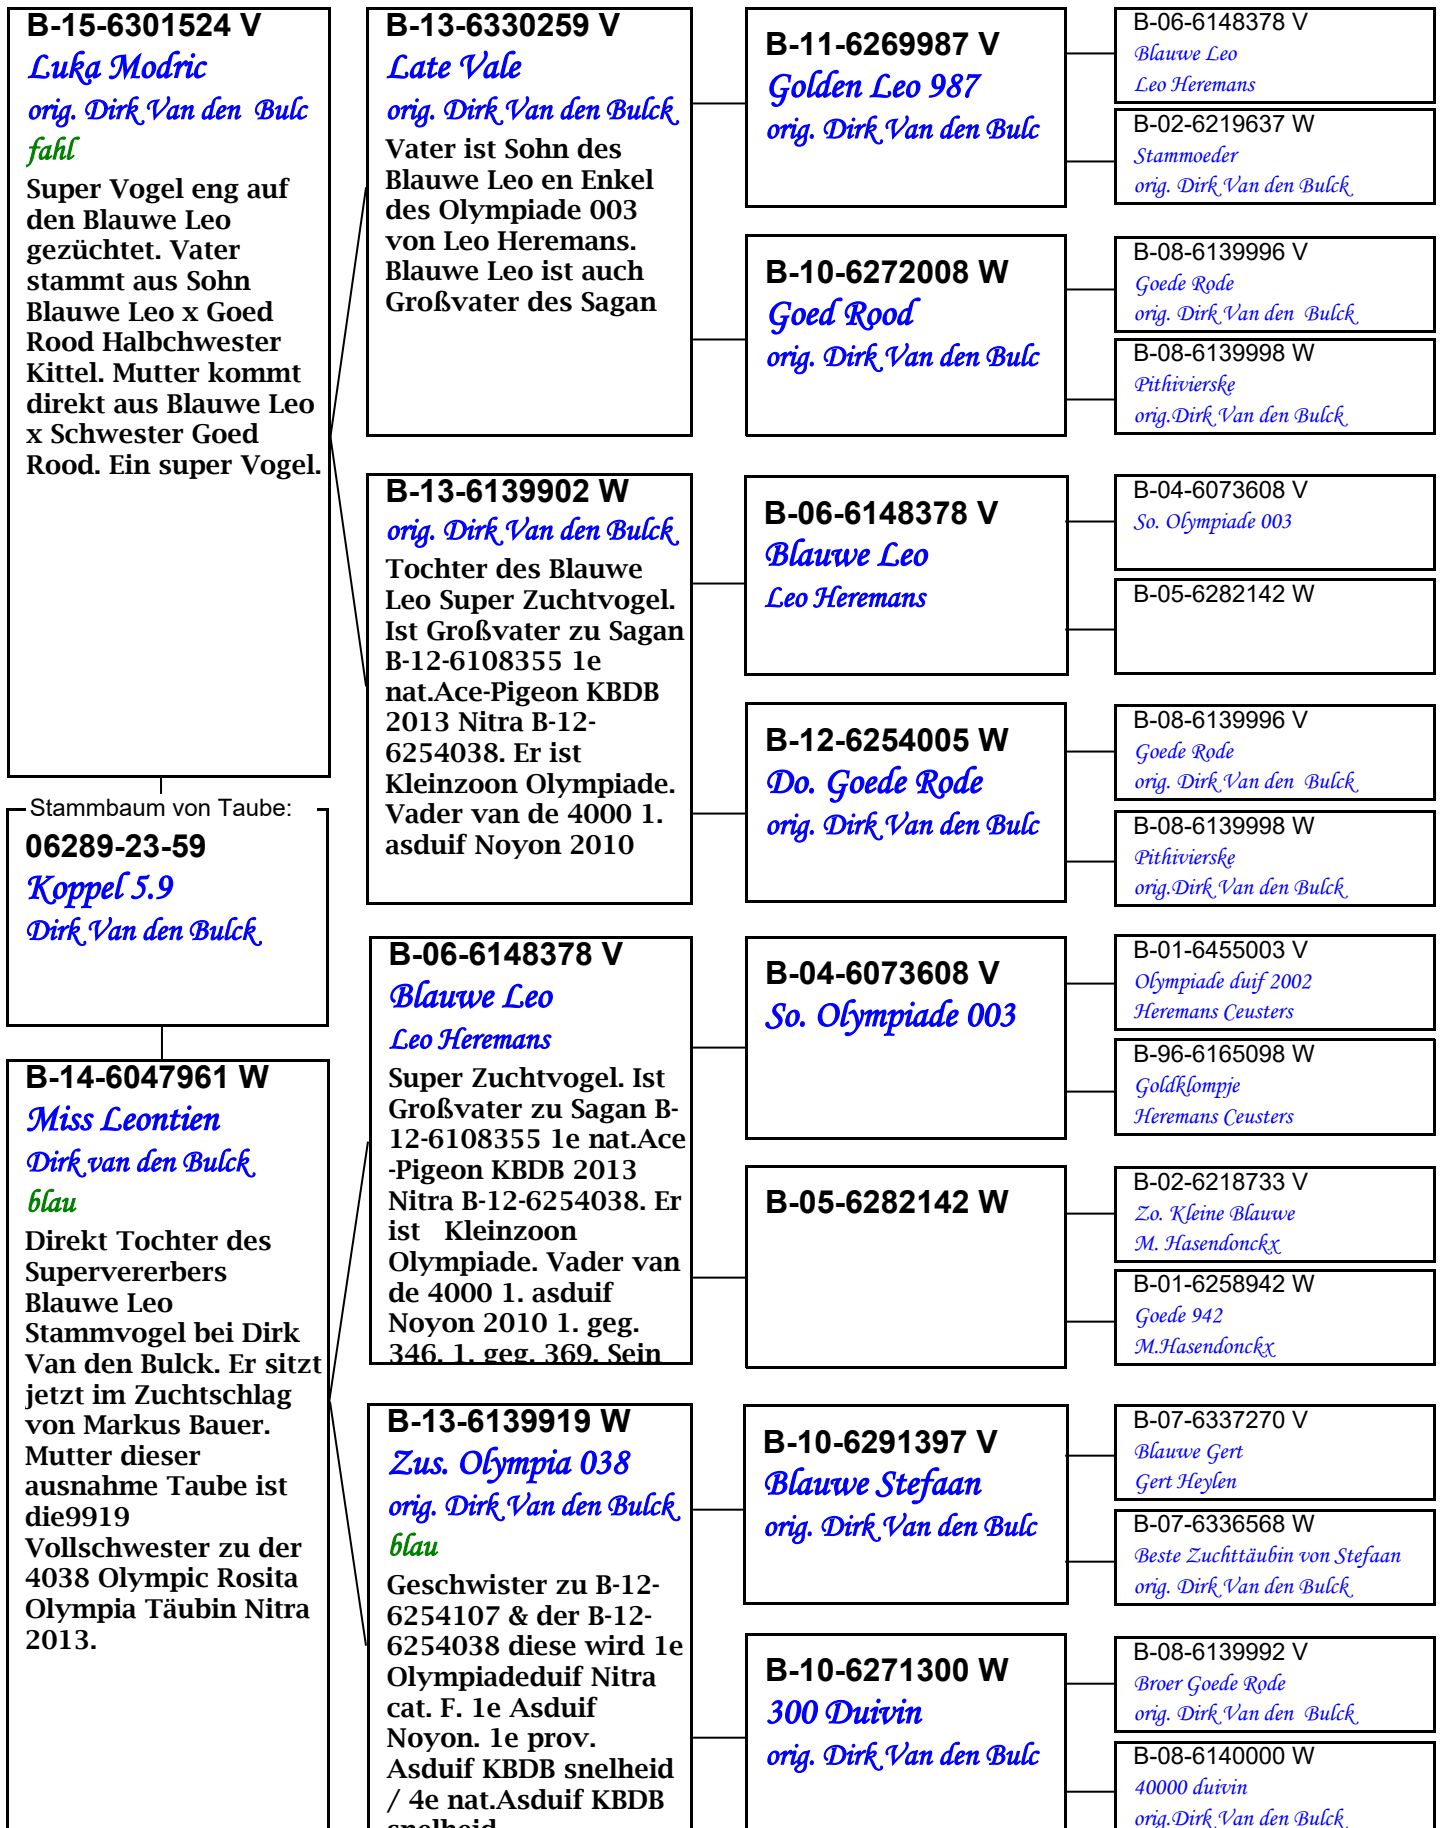 B-15-6301524 V
Luka Modric
orig. Dirk Van den  Bulc
fahl
Super Vogel eng auf
den Blauwe Leo
gezüchtet. Vater
stammt aus Sohn
Blauwe Leo x Goed
Rood Halbchwester
Kittel. Mutter kommt
direkt aus Blauwe Leo
x Schwester Goed
Rood. Ein super Vogel.
Stammbaum von Taube:
06289-23-59
Koppel 5.9
Dirk Van den Bulck
B-14-6047961 W
Miss Leontien
Dirk van den Bulck
blau
Direkt Tochter des
Supervererbers
Blauwe Leo
Stammvogel bei Dirk
Van den Bulck. Er sitzt
jetzt im Zuchtschlag
von Markus Bauer.
Mutter dieser
ausnahme Taube ist
die9919
Vollschwester zu der
4038 Olympic Rosita
Olympia Täubin Nitra
2013.
B-13-6330259 V
Late Vale
orig. Dirk Van den Bulck
Vater ist Sohn des
Blauwe Leo en Enkel
des Olympiade 003
von Leo Heremans.
Blauwe Leo ist auch
Großvater des Sagan
B-13-6139902 W
orig. Dirk Van den Bulck
Tochter des Blauwe
Leo Super Zuchtvogel.
Ist Großvater zu Sagan
B-12-6108355 1e
nat.Ace-Pigeon KBDB
2013 Nitra B-12-
6254038. Er ist
Kleinzoon Olympiade.
Vader van de 4000 1.
asduif Noyon 2010
B-06-6148378 V
Blauwe Leo
Leo Heremans
Super Zuchtvogel. Ist
Großvater zu Sagan B-
12-6108355 1e nat.Ace
-Pigeon KBDB 2013
Nitra B-12-6254038. Er
ist   Kleinzoon
Olympiade. Vader van
de 4000 1. asduif
Noyon 2010 1. geg.
346. 1. geg. 369. Sein
B-13-6139919 W
Zus. Olympia 038
orig. Dirk Van den Bulck
blau
Geschwister zu B-12-
6254107 & der B-12-
6254038 diese wird 1e
Olympiadeduif Nitra
cat. F. 1e Asduif
Noyon. 1e prov.
Asduif KBDB snelheid
/ 4e nat.Asduif KBDB
snelheid
B-11-6269987 V
Golden Leo 987
orig. Dirk Van den Bulc
B-10-6272008 W
Goed Rood
orig. Dirk Van den Bulc
B-06-6148378 V
Blauwe Leo
Leo Heremans
B-12-6254005 W
Do. Goede Rode
orig. Dirk Van den Bulc
B-04-6073608 V
So. Olympiade 003
B-05-6282142 W
B-10-6291397 V
Blauwe Stefaan
orig. Dirk Van den Bulc
B-10-6271300 W
300 Duivin
orig. Dirk Van den Bulc
B-06-6148378 V
Blauwe Leo
Leo Heremans
B-02-6219637 W
Stammoeder
orig. Dirk Van den Bulck
B-08-6139996 V
Goede Rode
orig. Dirk Van den  Bulck
B-08-6139998 W
Pithivierske
orig.Dirk Van den Bulck
B-04-6073608 V
So. Olympiade 003
B-05-6282142 W
B-08-6139996 V
Goede Rode
orig. Dirk Van den  Bulck
B-08-6139998 W
Pithivierske
orig.Dirk Van den Bulck
B-01-6455003 V
Olympiade duif 2002
Heremans Ceusters
B-96-6165098 W
Goldklompje
Heremans Ceusters
B-02-6218733 V
Zo. Kleine Blauwe
M. Hasendonckx
B-01-6258942 W
Goede 942
M.Hasendonckx
B-07-6337270 V
Blauwe Gert
Gert Heylen
B-07-6336568 W
Beste Zuchttäubin von Stefaan
orig. Dirk Van den Bulck
B-08-6139992 V
Broer Goede Rode
orig. Dirk Van den  Bulck
B-08-6140000 W
40000 duivin
orig.Dirk Van den Bulck